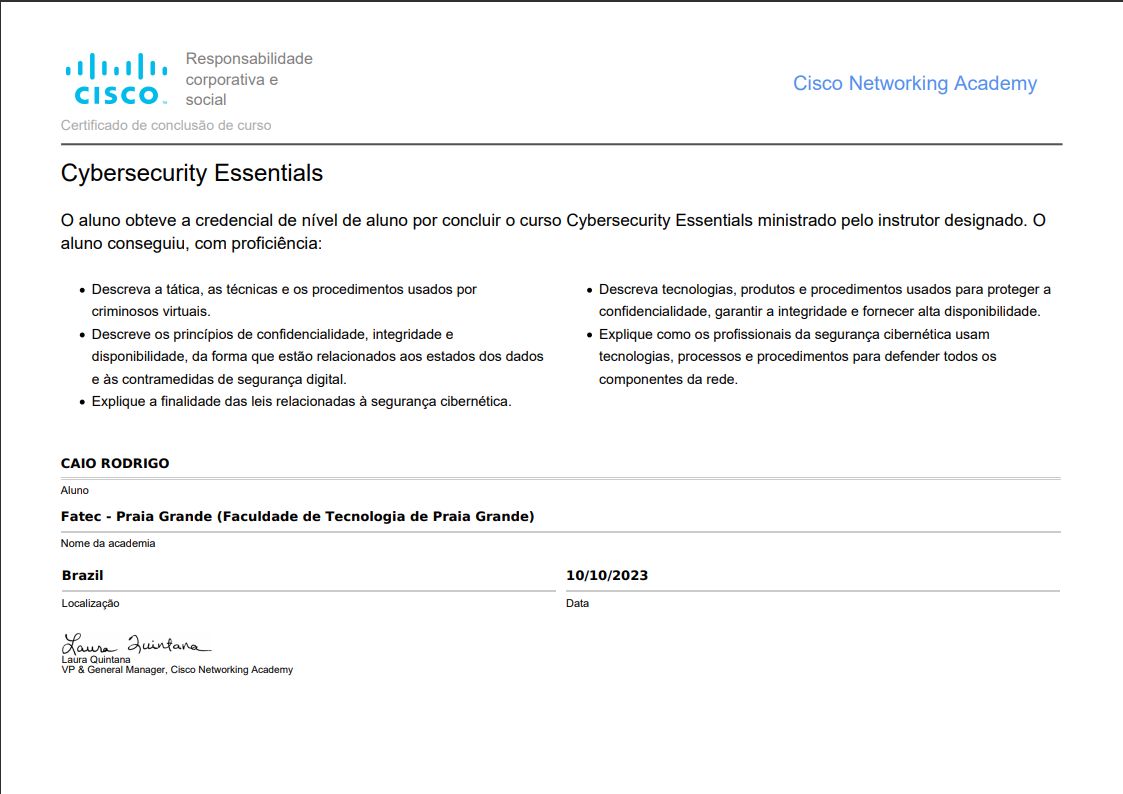 CISCO
Responsabilidade
corporativa e
social
Cisco Networking Academy
Certificado de conclusão de curso
Cybersecurity Essentials
O aluno obteve a credencial de nível de aluno por concluir o curso Cybersecurity Essentials ministrado pelo instrutor designado. O
aluno conseguiu, com proficiência:
• Descreva a tática, as técnicas e os procedimentos usados por
criminosos virtuais.
• Descreve os princípios de confidencialidade, integridade e
disponibilidade, da forma que estão relacionados aos estados dos dados
e às contramedidas de segurança digital.
• Explique a finalidade das leis relacionadas à segurança cibernética.
• Descreva tecnologias, produtos e procedimentos usados para proteger a
confidencialidade, garantir a integridade e fornecer alta disponibilidade.
• Explique como os profissionais da segurança cibernética usam
tecnologias, processos e procedimentos para defender todos os
componentes da rede.
CAIO RODRIGO
Aluno
Fatec - Praia Grande (Faculdade de Tecnologia de Praia Grande)
Nome da academia
Brazil
Localização
10/10/2023
Data
Laura Quintana
Laura Quintana
VP & General Manager, Cisco Networking Academy